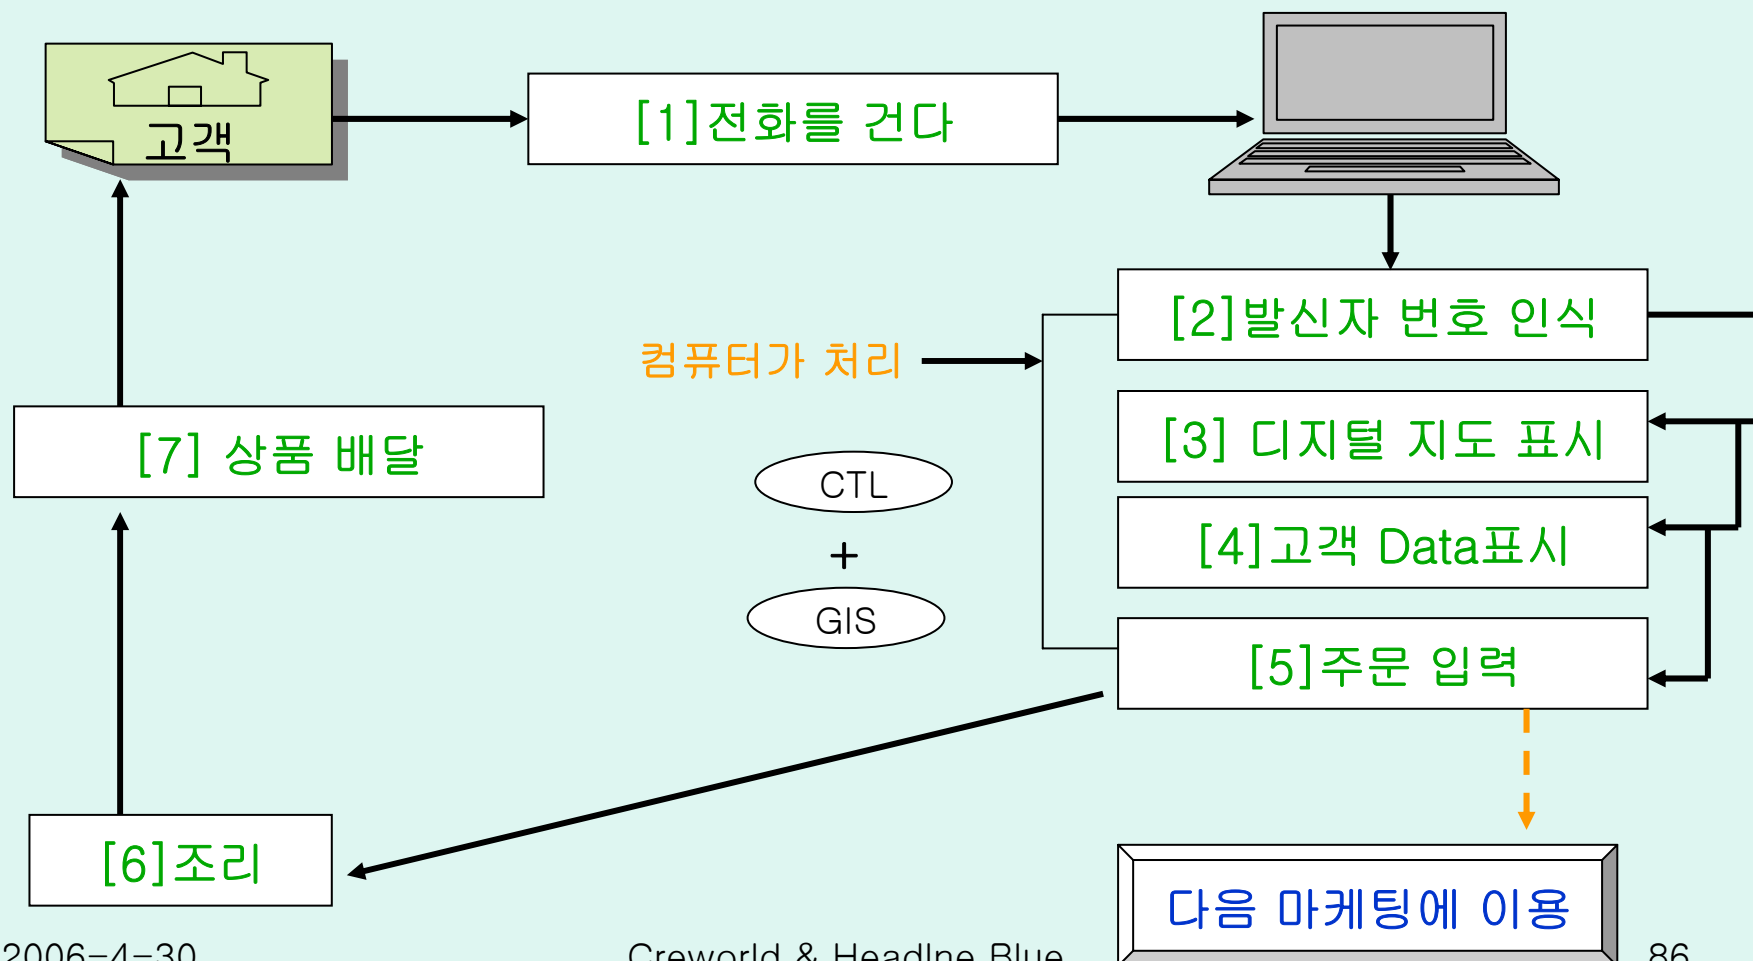 고객
[1]전화를 건다
[2]발신자 번호 인식
컴퓨터가 처리
[3] 디지털 지도 표시
[7] 상품 배달
CTL
[4]고객 Data표시
+
GIS
[5]주문 입력
[6]조리
다음 마케팅에 이용
2006-4-30
Creworld & Headlne Blue
86